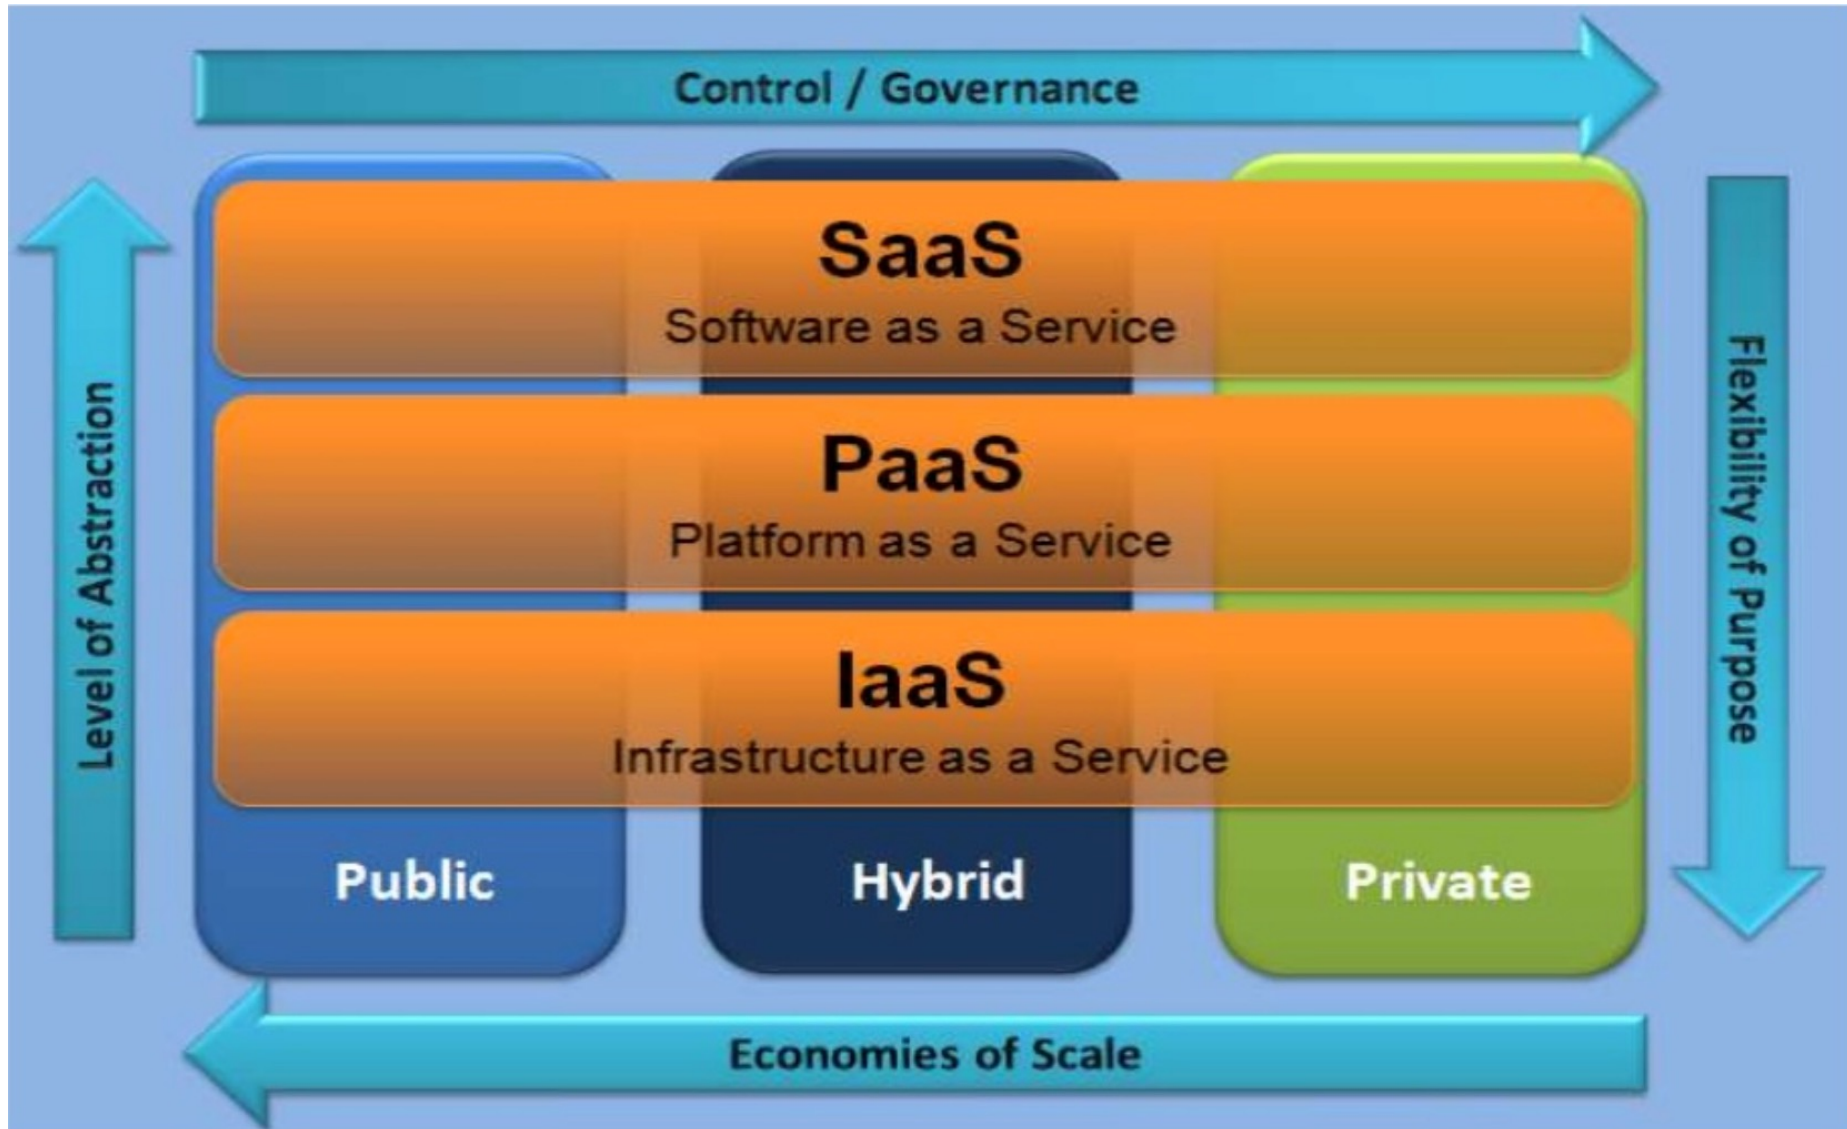 Control / Governance
Level of Abstraction
SaaS
Software as a Service
PaaS
Platform as a Service
IaaS
Infrastructure as a Service
Flexibility of Purpose
Public
Hybrid
Private
Economies of Scale